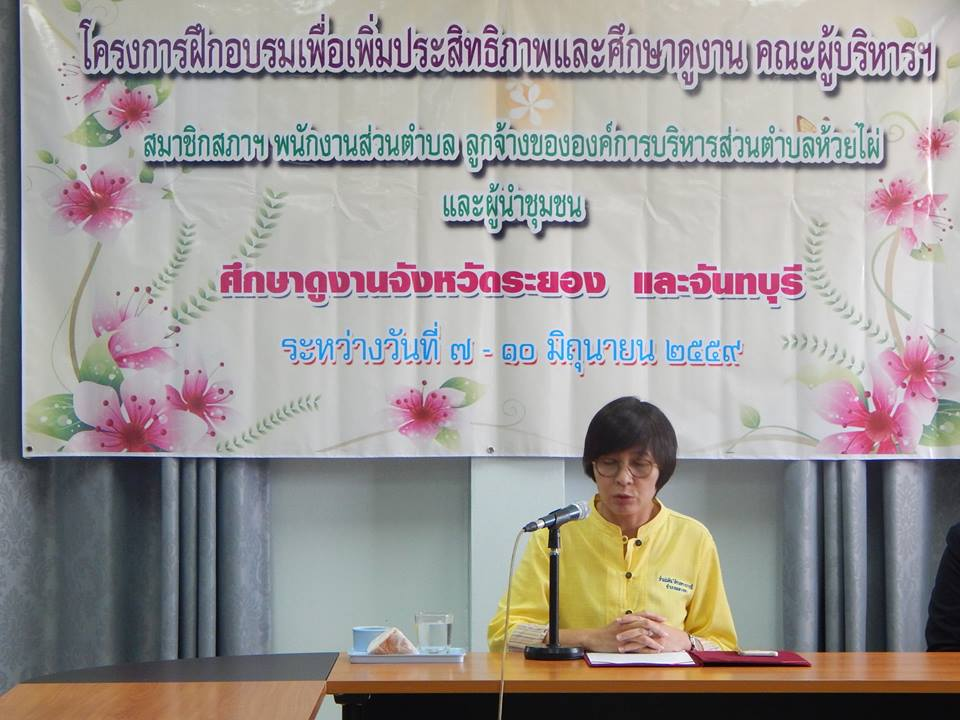 โครงการฝึกอบรมเพื่อเพิ่มประสิทธิภาพและศึกษาดูงาน คณะผู้บริหารฯ
สมาชิกสภาฯ พนักงานส่วนตำบล ลูกจ้างขององค์การบริหารส่วนตำบลห้วยไผ่
และผู้นำชุมชน
ศึกษาดูงานจังหวัดระยอง และจันทบุรี
ระหว่างวันที่ ๗ - ๑๐ มิถุนายน ๒๕๕๙